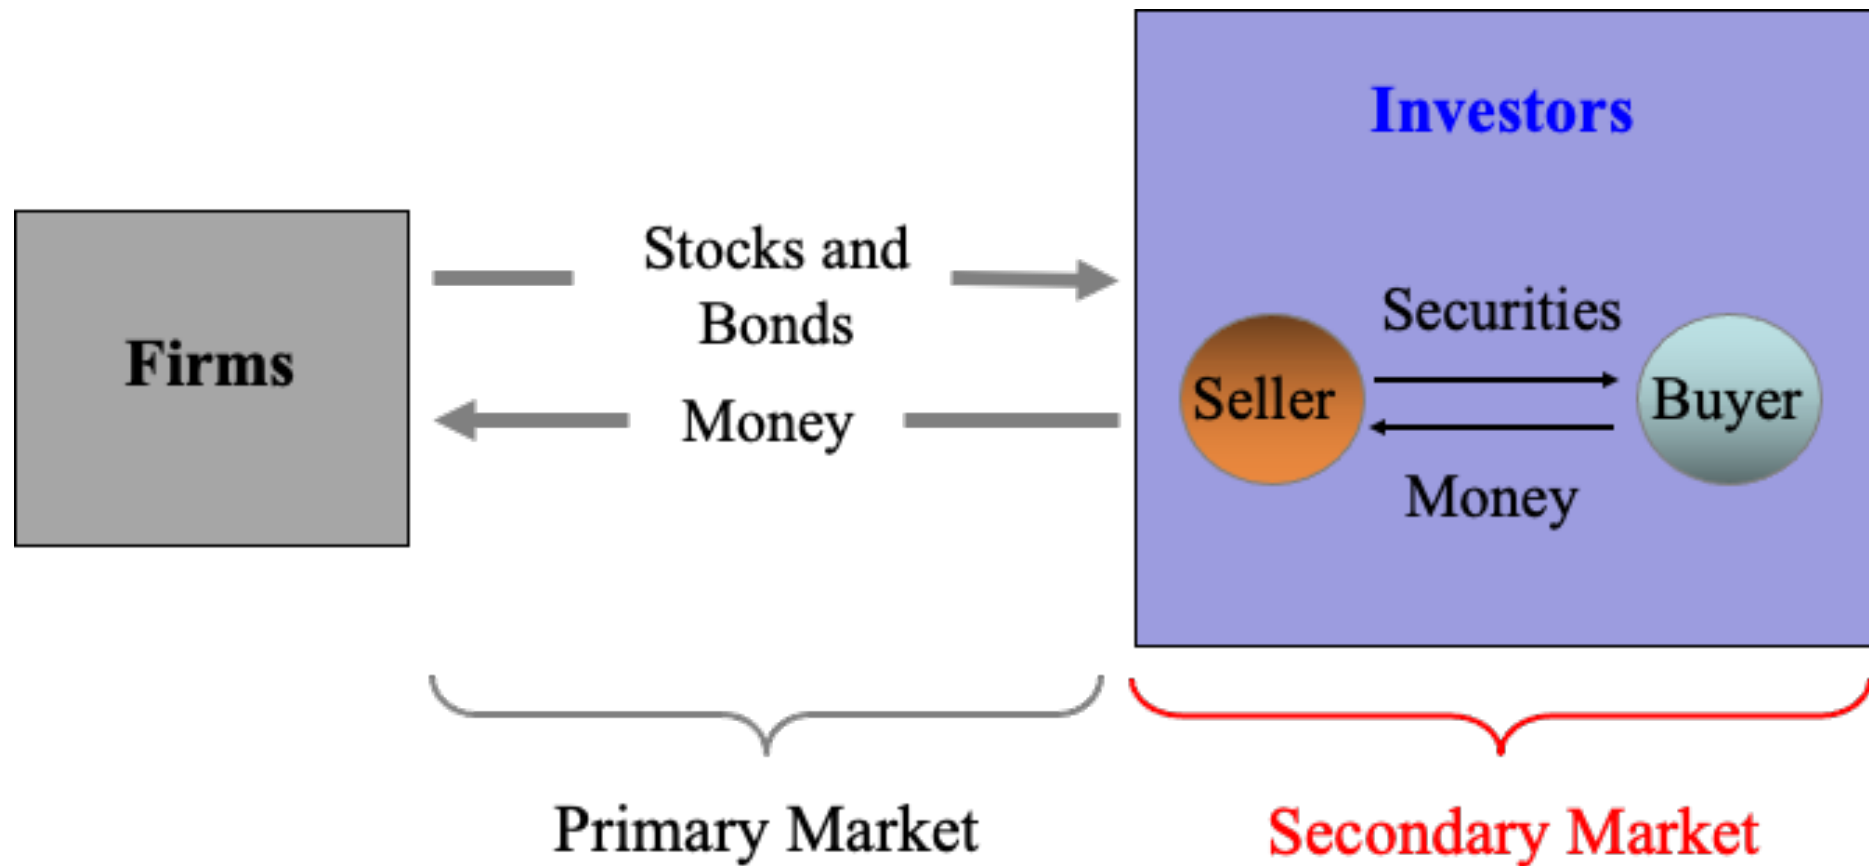 Investors
Firms
Stocks and
Bonds
Money
Seller
Securities
Buyer
Money
Primary Market
Secondary Market